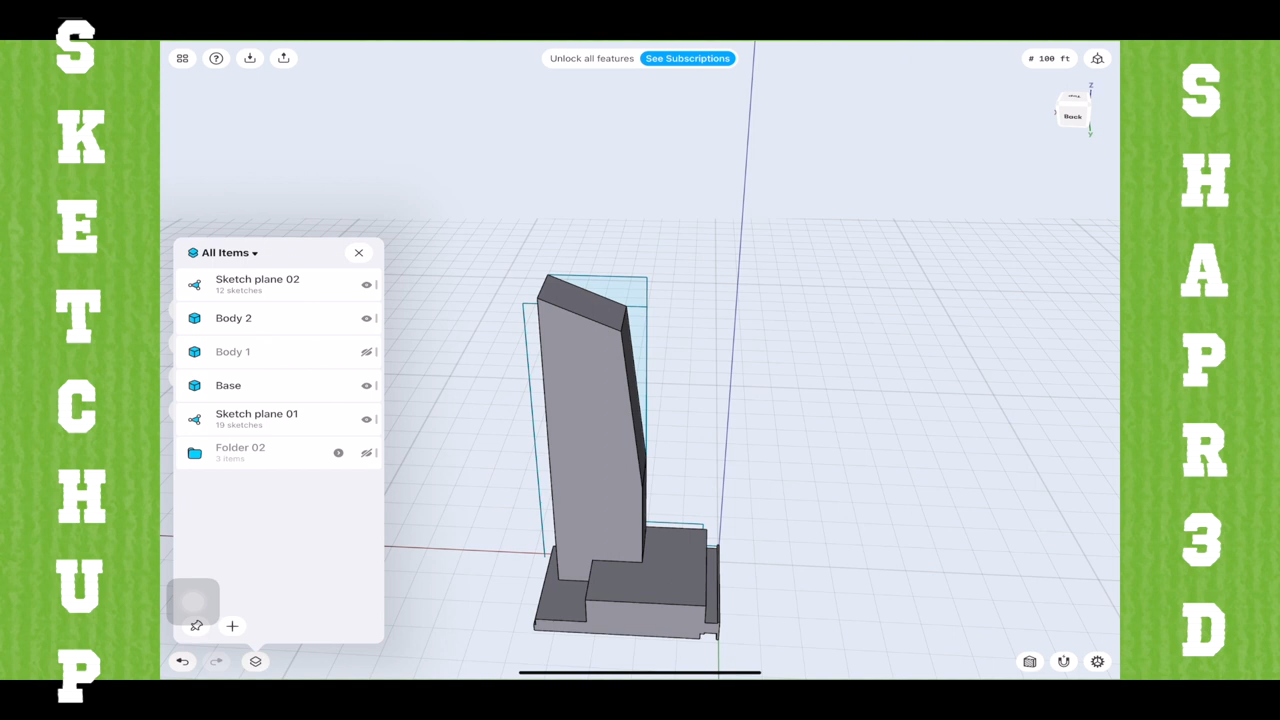 SKETCHUP
Unlock all features See Subscriptions
# 100 ft
Z
Top
X
Back
Y
All Items
Sketch plane 02
12 sketches
Body 2
Body 1
Base
Sketch plane 01
19 sketches
Folder 02
3 items
SHAPR3D